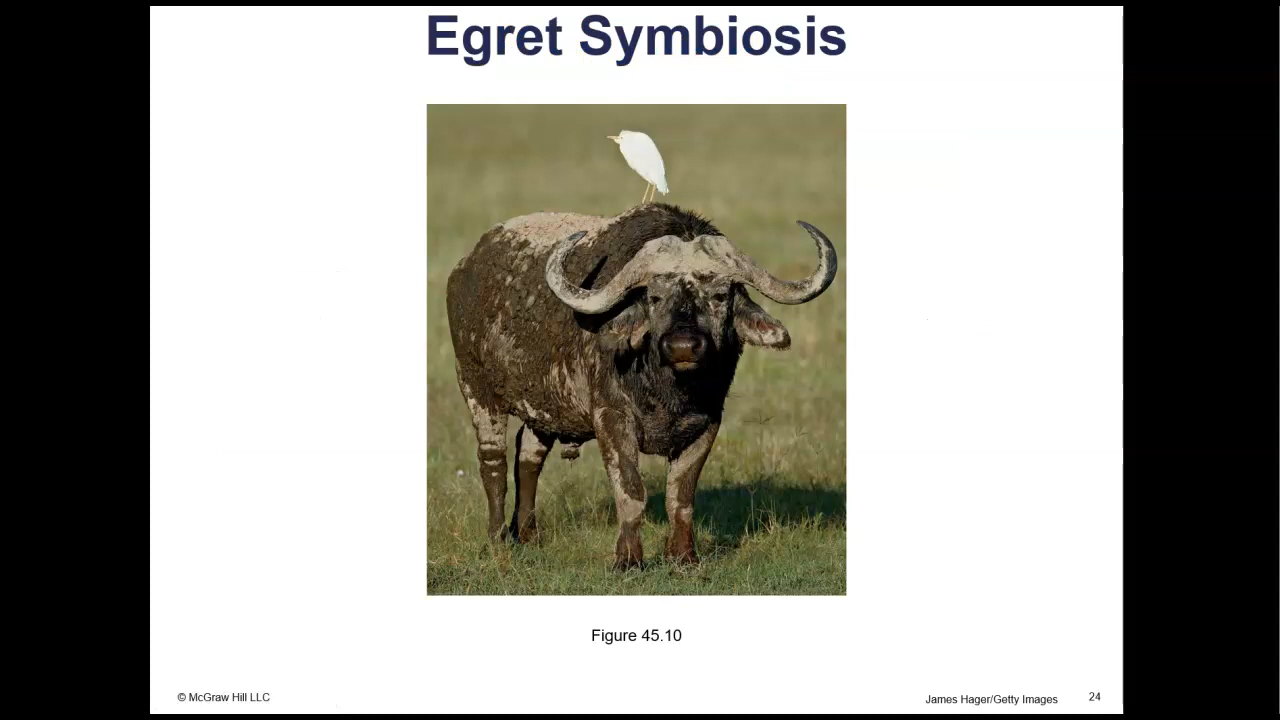 Egret Symbiosis
Figure 45.10
© McGraw Hill LLC
James Hager/Getty Images
24